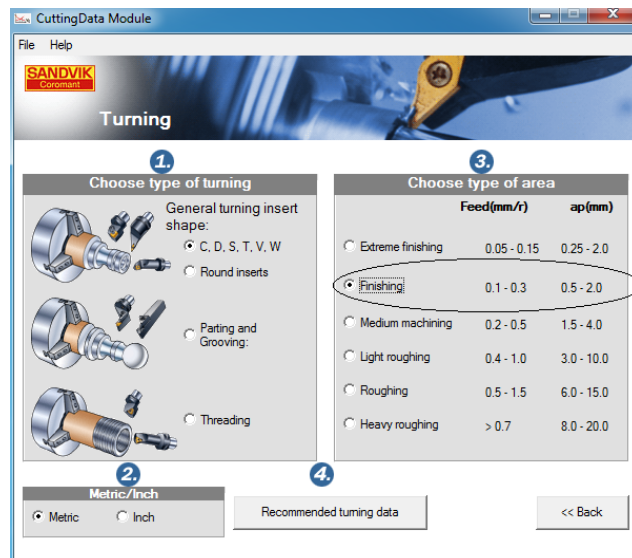 CuttingData Module
File Help
SANDVIK
Coromant
Turning
1.
Choose type of turning
General turning insert
shape:
C, D, S, T, V, W
Round inserts
Parting and
Grooving:
Threading
2.
Metric/Inch
Metric Inch
3.
Choose type of area
Feed(mm/r) ap(mm)
Extreme finishing 0.05 - 0.15 0.25 - 2.0
Finishing 0.1 - 0.3 0.5 - 2.0
Medium machining 0.2 - 0.5 1.5 - 4.0
Light roughing 0.4 - 1.0 3.0 - 10.0
Roughing 0.5 - 1.5 6.0 - 15.0
Heavy roughing > 0.7 8.0 - 20.0
4.
Recommended turning data
<< Back